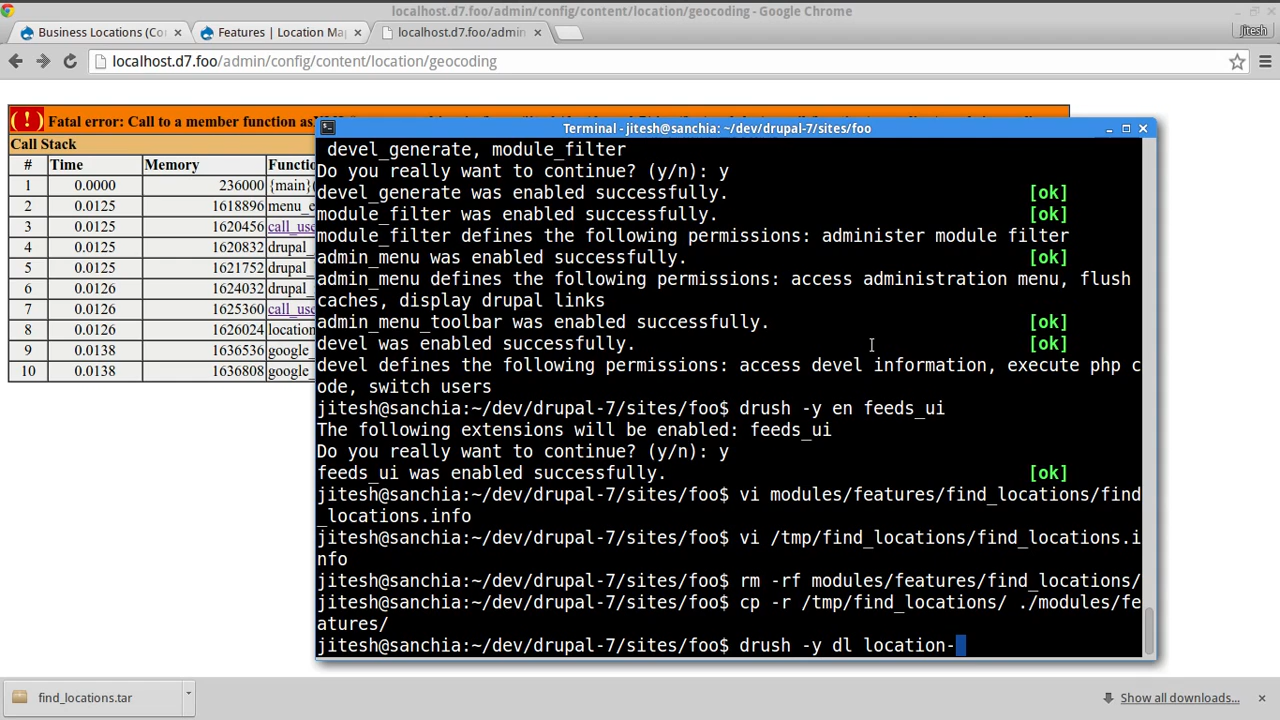 localhost.d7.foo/admin/config/content/location/geocoding - Google Chrome
Business Locations (Co
Features | Location Ma
localhost.d7.foo/admin
Jitesh
localhost.d7.foo/admin/config/content/location/geocoding
( ! ) Fatal error: Call to a member function as
Call Stack
# Time Memory Functio
1 0.0000 236000 {main}(
2 0.0125 1618896 menu_e
3 0.0125 1620456 call_use
4 0.0125 1620832 drupal_
5 0.0125 1621752 drupal_
6 0.0126 1624032 drupal_
7 0.0126 1625360 call_use
8 0.0126 1626024 location
9 0.0138 1636536 google_
10 0.0138 1636808 google_
Terminal - jitesh@sanchia: ~/dev/drupal-7/sites/foo
devel_generate, module_filter
Do you really want to continue? (y/n): y
devel_generate was enabled successfully. [ok]
module_filter was enabled successfully. [ok]
module_filter defines the following permissions: administer module filter
admin_menu was enabled successfully. [ok]
admin_menu defines the following permissions: access administration menu, flush
caches, display drupal links
admin_menu_toolbar was enabled successfully. [ok]
devel was enabled successfully. [ok]
devel defines the following permissions: access devel information, execute php c
ode, switch users
jitesh@sanchia:~/dev/drupal-7/sites/foo$ drush -y en feeds_ui
The following extensions will be enabled: feeds_ui
Do you really want to continue? (y/n): y
feeds_ui was enabled successfully. [ok]
jitesh@sanchia:~/dev/drupal-7/sites/foo$ vi modules/features/find_locations/find
_locations.info
jitesh@sanchia:~/dev/drupal-7/sites/foo$ vi /tmp/find_locations/find_locations.i
nfo
jitesh@sanchia:~/dev/drupal-7/sites/foo$ rm -rf modules/features/find_locations/
jitesh@sanchia:~/dev/drupal-7/sites/foo$ cp -r /tmp/find_locations/ ./modules/fe
atures/
jitesh@sanchia:~/dev/drupal-7/sites/foo$ drush -y dl location-
find_locations.tar
Show all downloads...